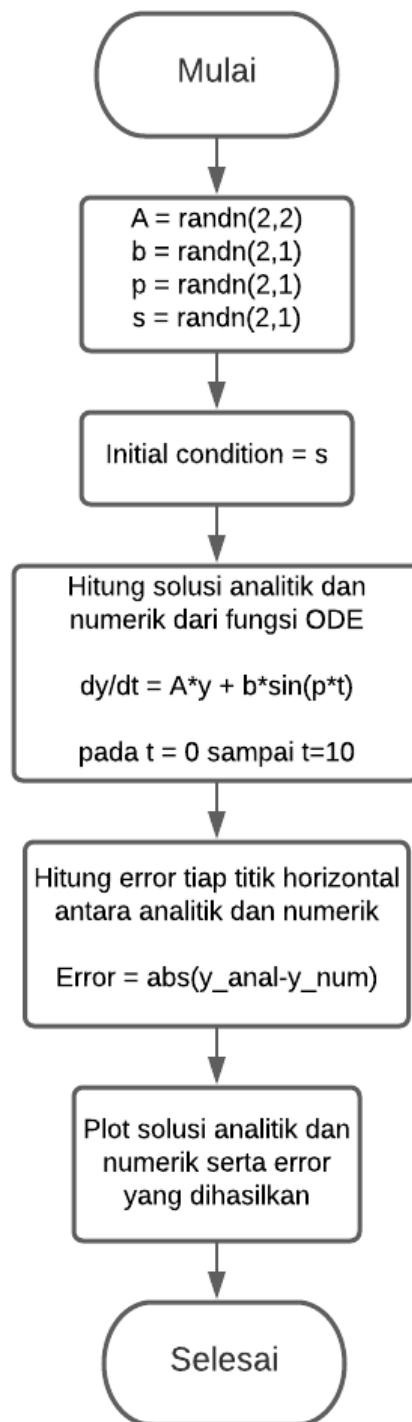 Mulai
A = randn(2,2)
b = randn(2,1)
p = randn(2,1)
s = randn(2,1)
Initial condition = s
Hitung solusi analitik dan
numerik dari fungsi ODE
dy/dt = A*y + b*sin(p*t)
pada t = 0 sampai t=10
Hitung error tiap titik horizontal
antara analitik dan numerik
Error = abs(y_anal-y_num)
Plot solusi analitik dan
numerik serta error
yang dihasilkan
Selesai